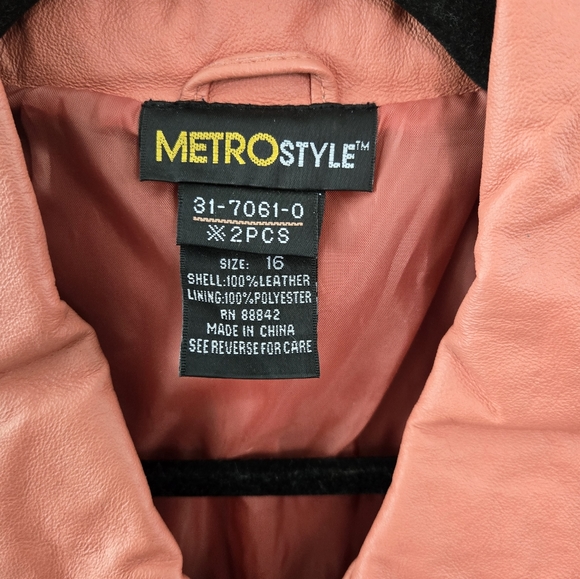 METROSTYLE™
31-7061-0
※2PCS
SIZE: 16
SHELL:100%LEATHER
LINING:100%POLYESTER
RN 88842
MADE IN CHINA
SEE REVERSE FOR CARE